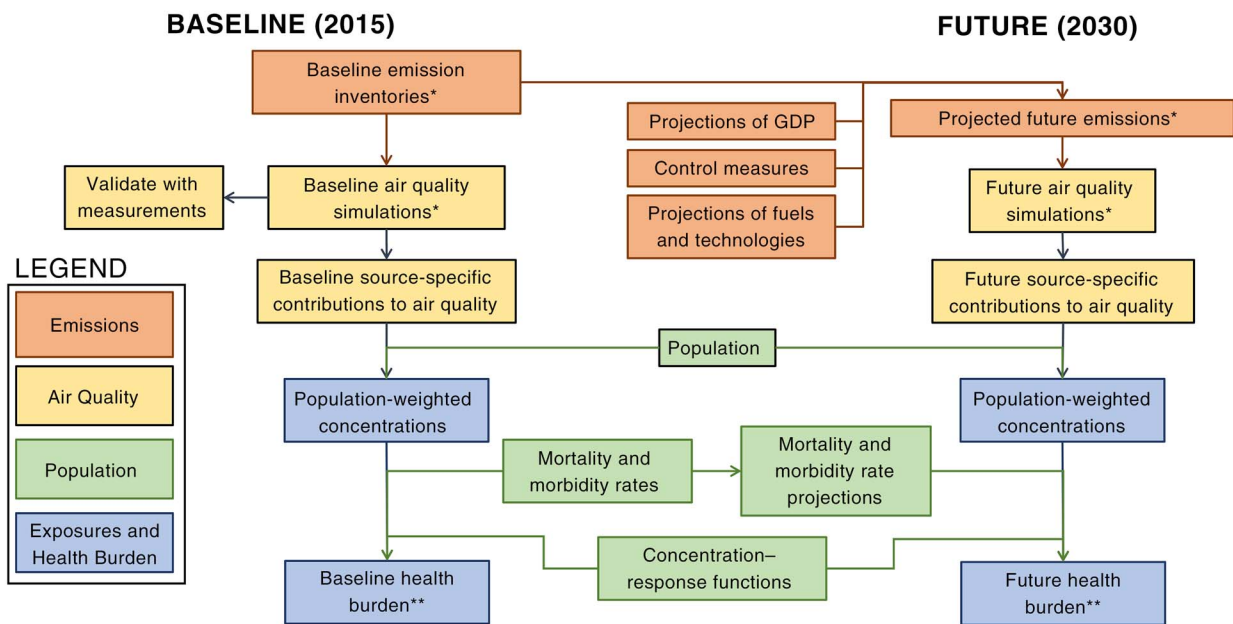 BASELINE (2015)
FUTURE (2030)
Baseline emission
inventories*
Projections of GDP
Projected future emissions*
Control measures
Validate with
measurements
Baseline air quality
simulations*
Projections of fuels
and technologies
Future air quality
simulations*
LEGEND
Emissions
Air Quality
Population
Exposures and
Health Burden
Baseline source-specific
contributions to air quality
Future source-specific
contributions to air quality
Population
Population-weighted
concentrations
Population-weighted
concentrations
Mortality and
morbidity rates
Mortality and
morbidity rate
projections
Concentration–
response functions
Baseline health
burden**
Future health
burden**